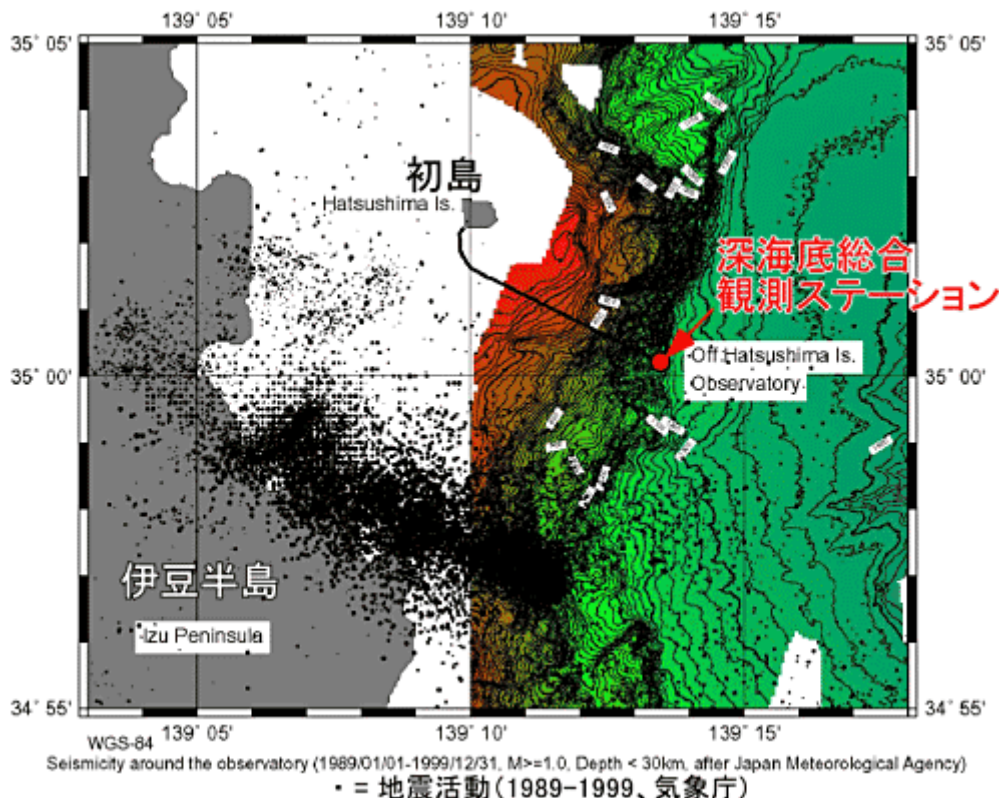 139° 05' 139° 10' 139° 15'
35° 05' 35° 05'
初島
Hatsushima Is.
深海底総合
観測ステーション
Off Hatsushima Is.
Observatory
35° 00' 35° 00'
伊豆半島
Izu Peninsula
34° 55' 34° 55'
139° 05' 139° 10' 139° 15'
WGS-84
Seismicity around the observatory (1989/01/01-1999/12/31, M>=1.0, Depth < 30km, after Japan Meteorological Agency)
・ = 地震活動(1989-1999、気象庁)